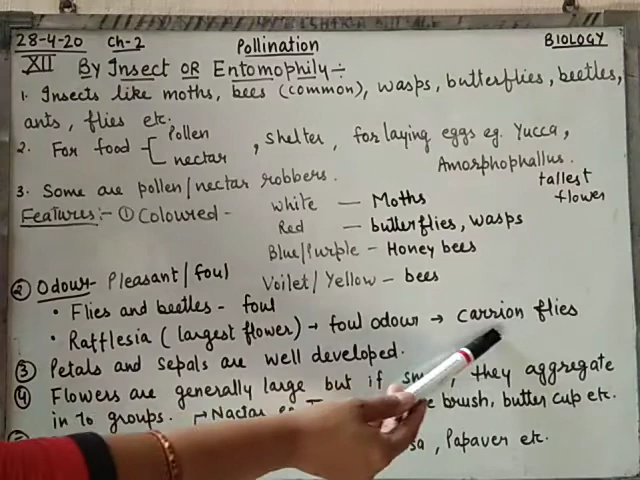 28-4-20 Ch-2 Pollination BIOLOGY
XII By Insect OR Entomophily :-
1. Insects like moths, bees (common), wasps, butterflies, beetles,
ants, flies etc.
2. For food { Pollen nectar , shelter, for laying eggs eg. Yucca,
Amorphophallus.
tallest flower
3. Some are pollen/nectar robbers.
Features:- ① Coloured - white — Moths
Red — butterflies, wasps
Blue/Purple - Honey bees
Voilet/Yellow - bees
② Odour- Pleasant/foul
• Flies and beetles - foul
• Rafflesia (largest flower) → foul odour → carrion flies
③ Petals and sepals are well developed.
④ Flowers are generally large but if , they aggregate
in to groups. → Nactar brush, butter cup etc.
, Papaver etc.